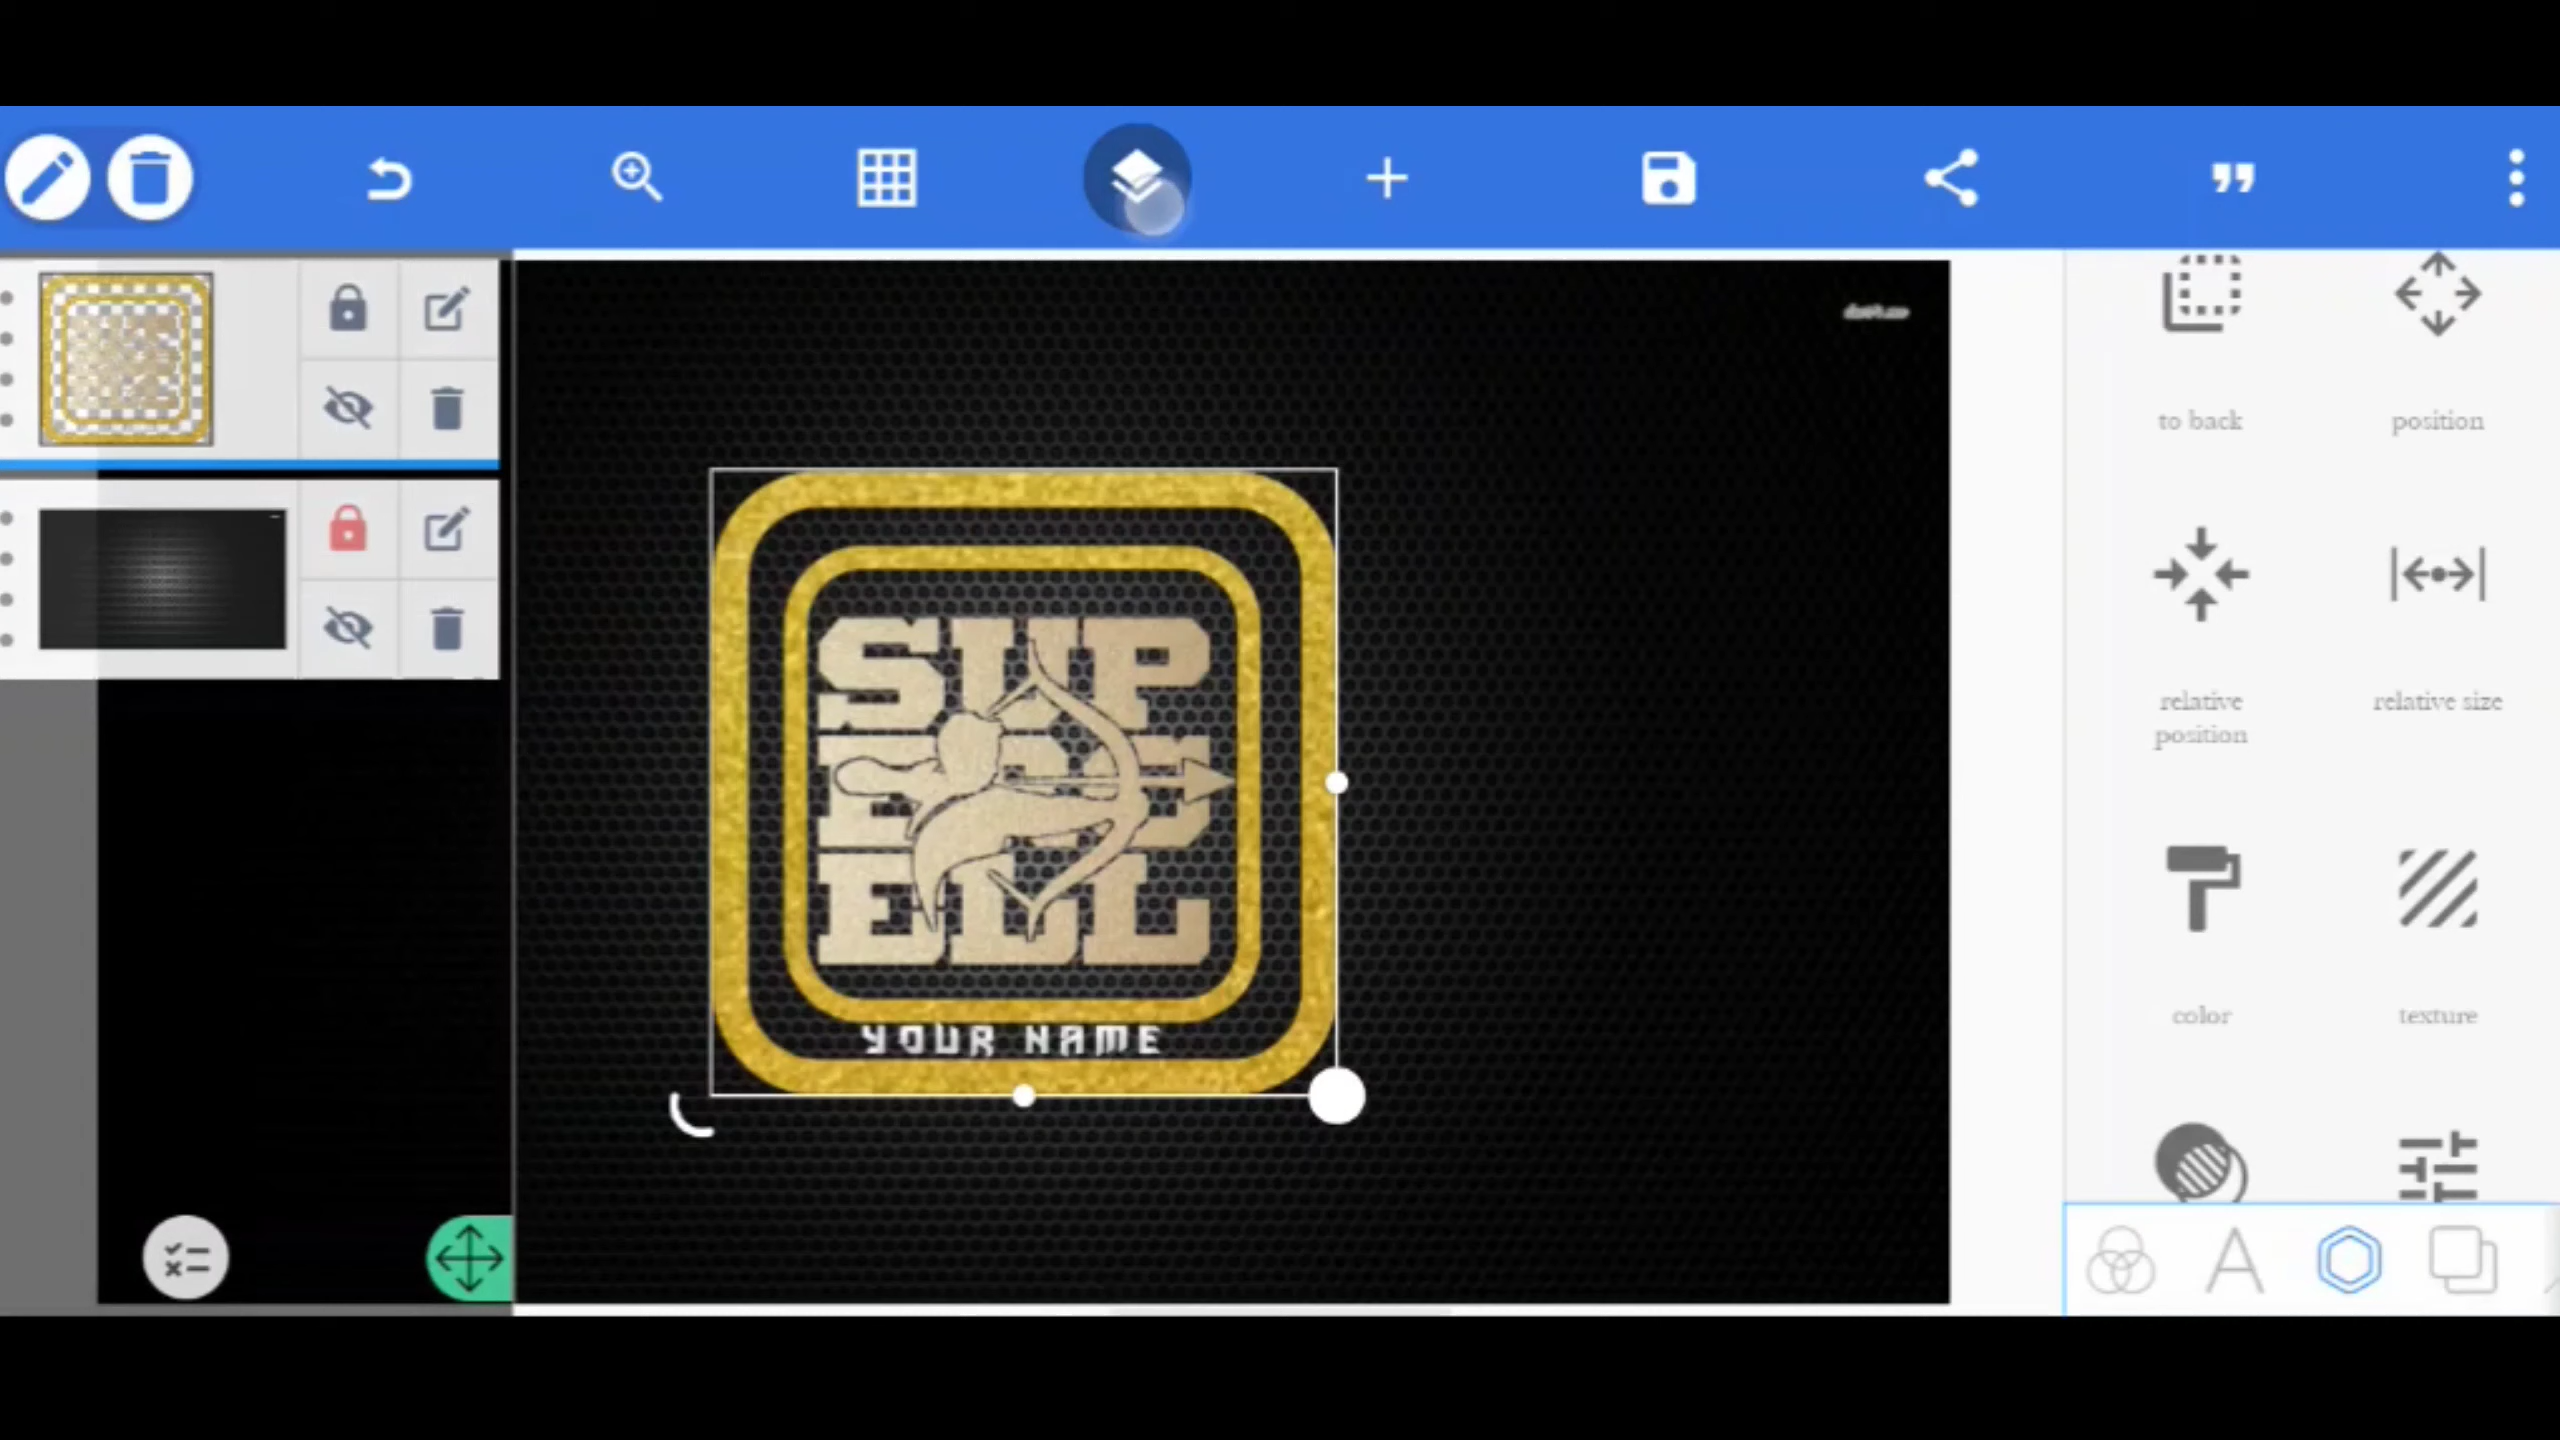 to back
position
SUP
ELL
YOUR NAME
relative position
relative size
color
texture